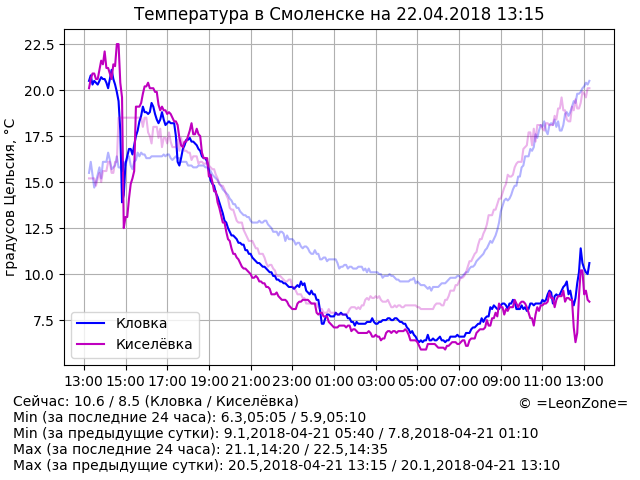 Температура в Смоленске на 22.04.2018 13:15
градусов Цельсия, °C
22.5
20.0
17.5
15.0
12.5
10.0
7.5
Кловка
Киселёвка
13:00 15:00 17:00 19:00 21:00 23:00 01:00 03:00 05:00 07:00 09:00 11:00 13:00
Сейчас: 10.6 / 8.5 (Кловка / Киселёвка)
© =LeonZone=
Min (за последние 24 часа): 6.3,05:05 / 5.9,05:10
Min (за предыдущие сутки): 9.1,2018-04-21 05:40 / 7.8,2018-04-21 01:10
Max (за последние 24 часа): 21.1,14:20 / 22.5,14:35
Max (за предыдущие сутки): 20.5,2018-04-21 13:15 / 20.1,2018-04-21 13:10